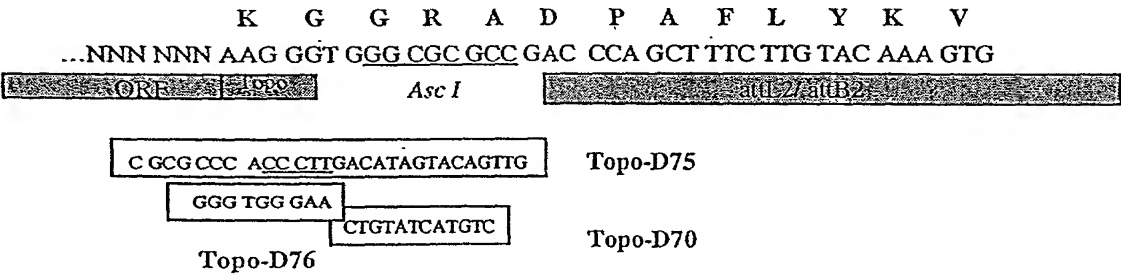 K G G R A D P A F L Y K V
...NNN NNN AAG GGT GGG CGC GCC GAC CCA GCT TTC TTG TAC AAA GTG
ORF topo Asc I attL2/attB2
C GCG CCC ACC CTTGACATAGTACAGTTG Topo-D75
GGG TGG GAA
CTGTATCATGTC Topo-D70
Topo-D76